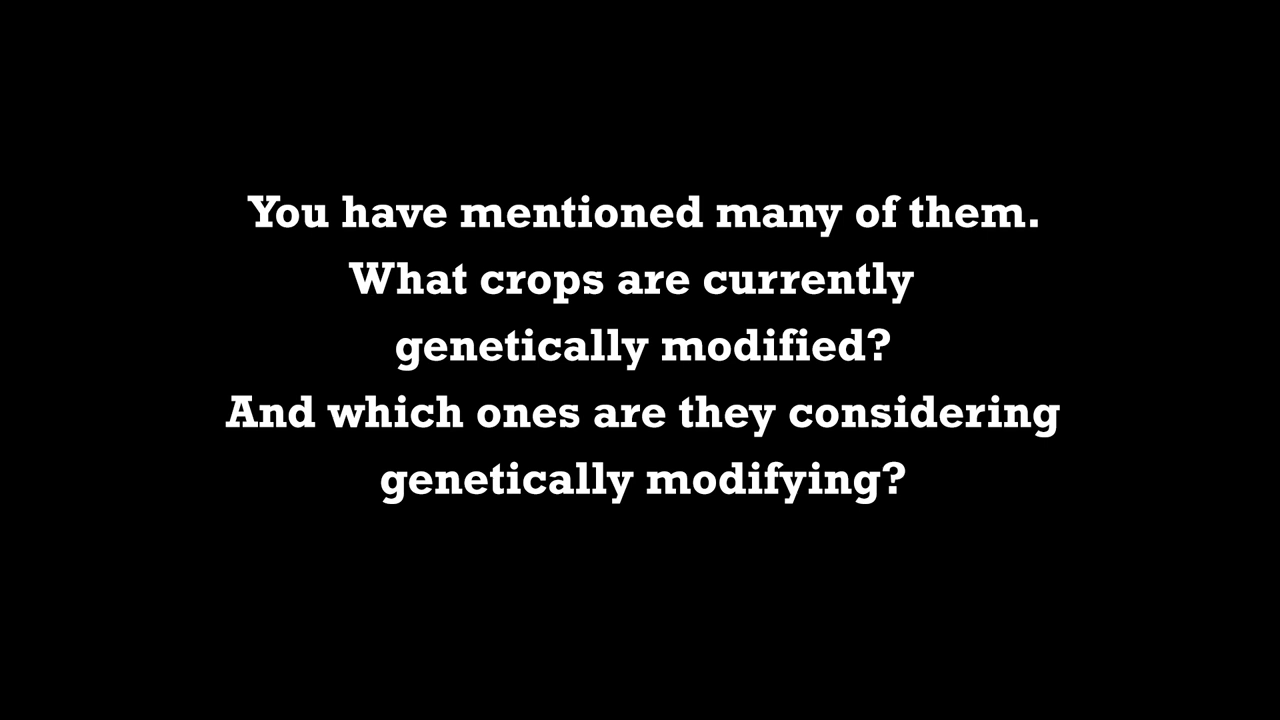 You have mentioned many of them.
What crops are currently
genetically modified?
And which ones are they considering
genetically modifying?